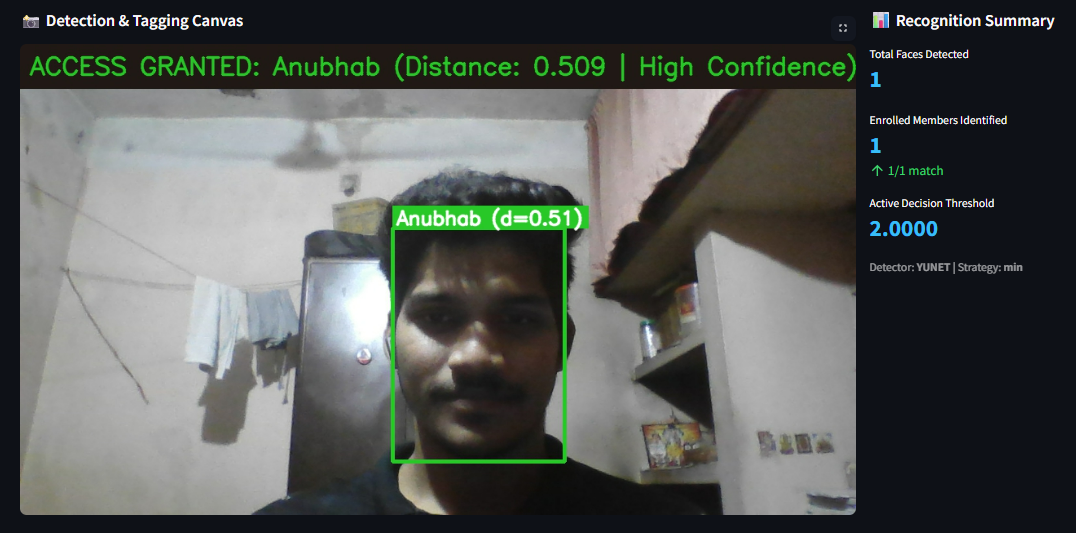 Detection & Tagging Canvas
ACCESS GRANTED: Anubhab (Distance: 0.509 | High Confidence)
Anubhab (d=0.51)
Recognition Summary
Total Faces Detected
1
Enrolled Members Identified
1
↑ 1/1 match
Active Decision Threshold
2.0000
Detector: YUNET | Strategy: min